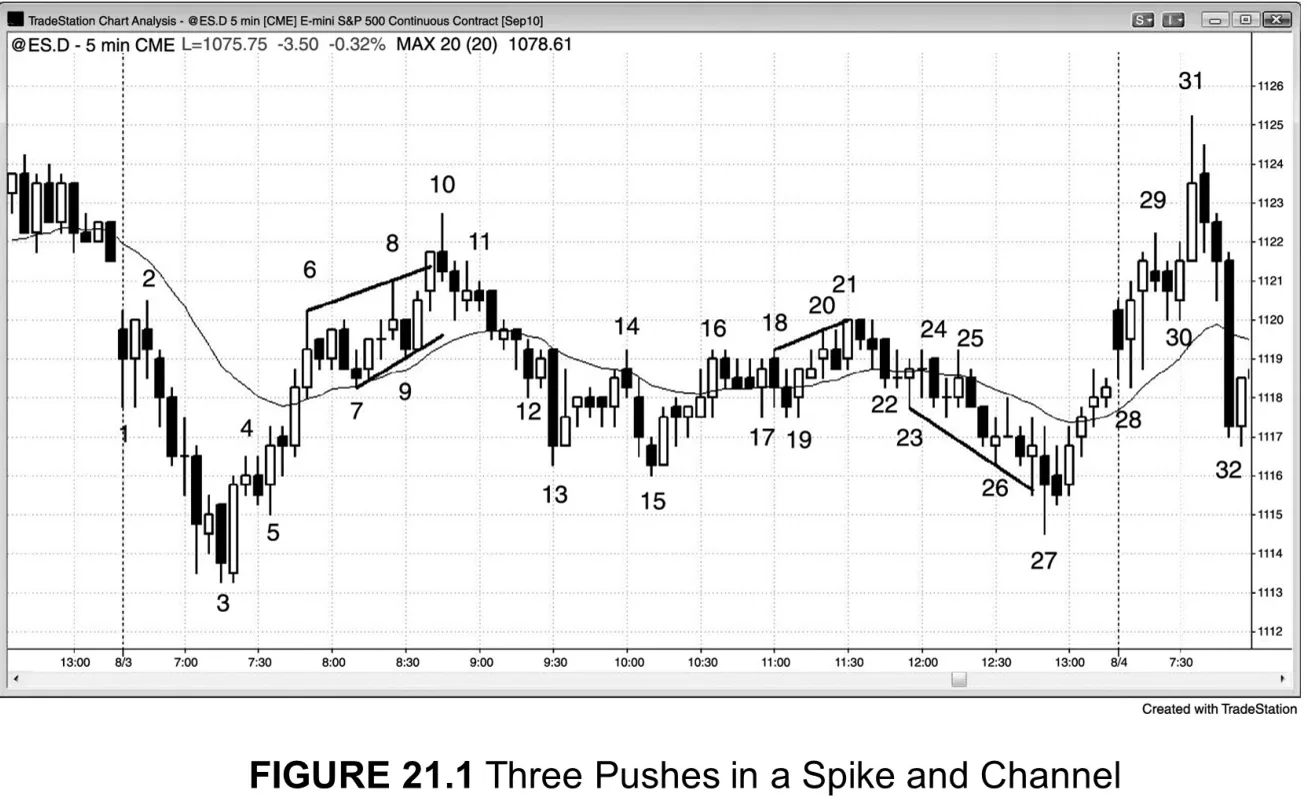 TradeStation Chart Analysis - @ES.D 5 min [CME] E-mini S&P 500 Continuous Contract [Sep10]
S I
@ES.D - 5 min CME L=1075.75 -3.50 -0.32% MAX 20 (20) 1078.61
31
1126
1125
1124
10 29
1123
8 11
1122
6 2
1121
21
20
1120
14 16 18 24 25 30
1119
7 9 12 22
1118
28
4 1 17 19 23
1117
13 15 26 32
1116
5
1115
27
1114
3
1113
1112
13:00 8/3 7:00 7:30 8:00 8:30 9:00 9:30 10:00 10:30 11:00 11:30 12:00 12:30 13:00 8/4 7:30
Created with TradeStation
FIGURE 21.1 Three Pushes in a Spike and Channel